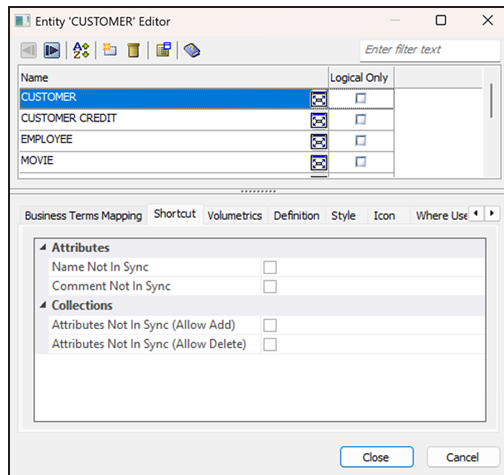 Entity 'CUSTOMER' Editor
Enter filter text
Name Logical Only
CUSTOMER
CUSTOMER CREDIT
EMPLOYEE
MOVIE
Business Terms Mapping Shortcut Volumetrics Definition Style Icon Where Use
Attributes
Name Not In Sync
Comment Not In Sync
Collections
Attributes Not In Sync (Allow Add)
Attributes Not In Sync (Allow Delete)
Close Cancel